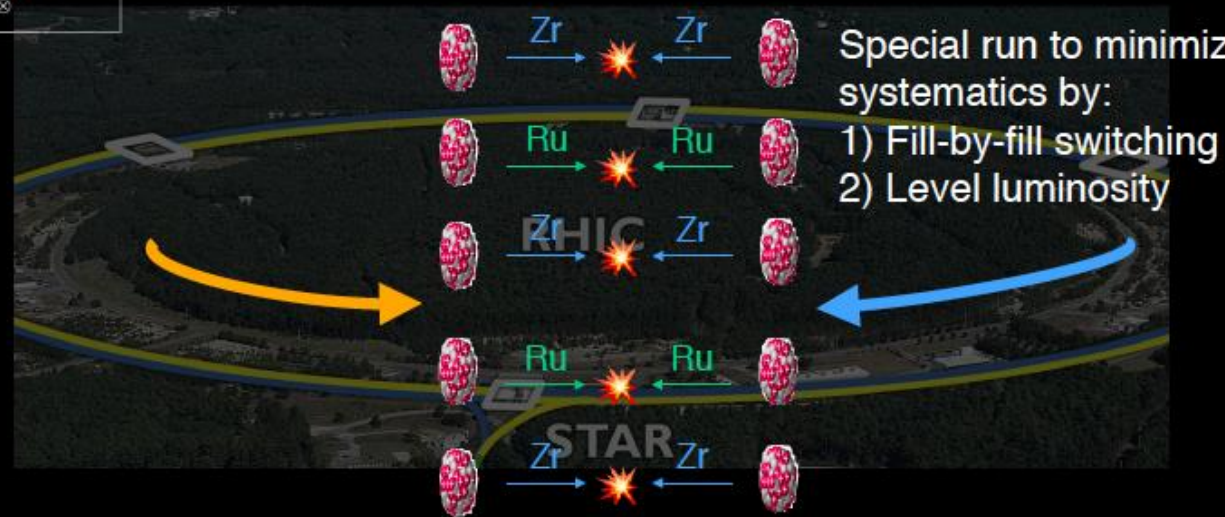 Zr Zr
Special run to minimiz
systematics by:
Ru Ru
1) Fill-by-fill switching
2) Level luminosity
Zr Zr
RHIC
Ru Ru
STAR
Zr Zr